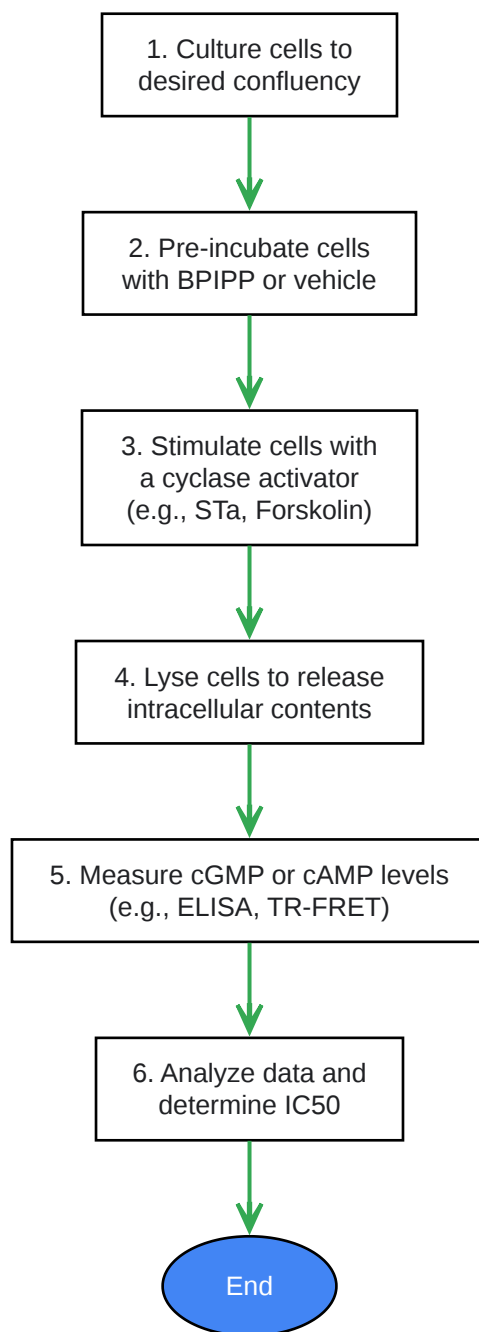 1. Culture cells to
desired confluency
2. Pre-incubate cells
with BPIPP or vehicle
3. Stimulate cells with
a cyclase activator
(e.g., STa, Forskolin)
4. Lyse cells to release
intracellular contents
5. Measure cGMP or cAMP levels
(e.g., ELISA, TR-FRET)
6. Analyze data and
determine IC50
End